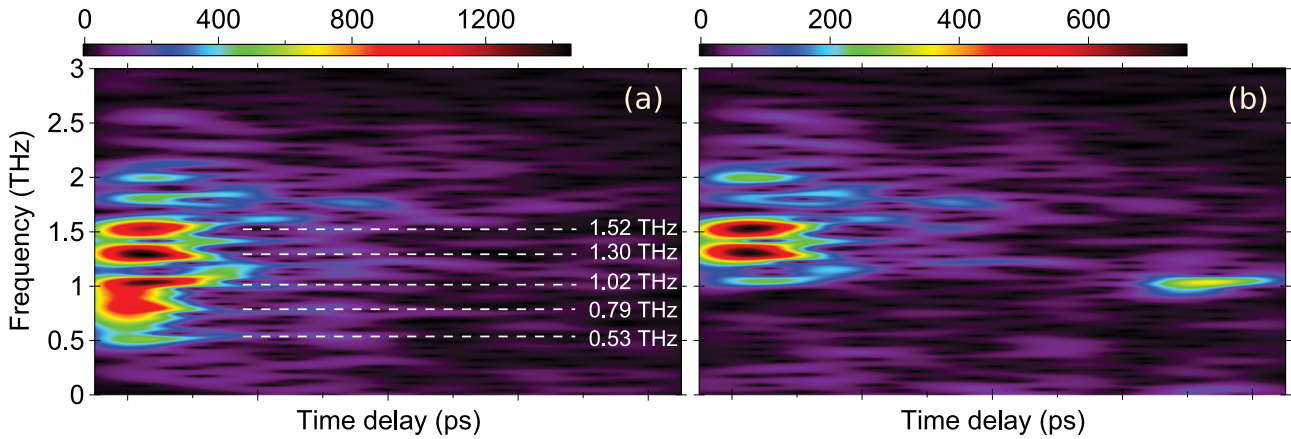 0 400 800 1200
0 200 400 600
3
(a)
(b)
2.5
2
1.5
1
0.5
0
Frequency (THz)
1.52 THz
1.30 THz
1.02 THz
0.79 THz
0.53 THz
Time delay (ps)
Time delay (ps)